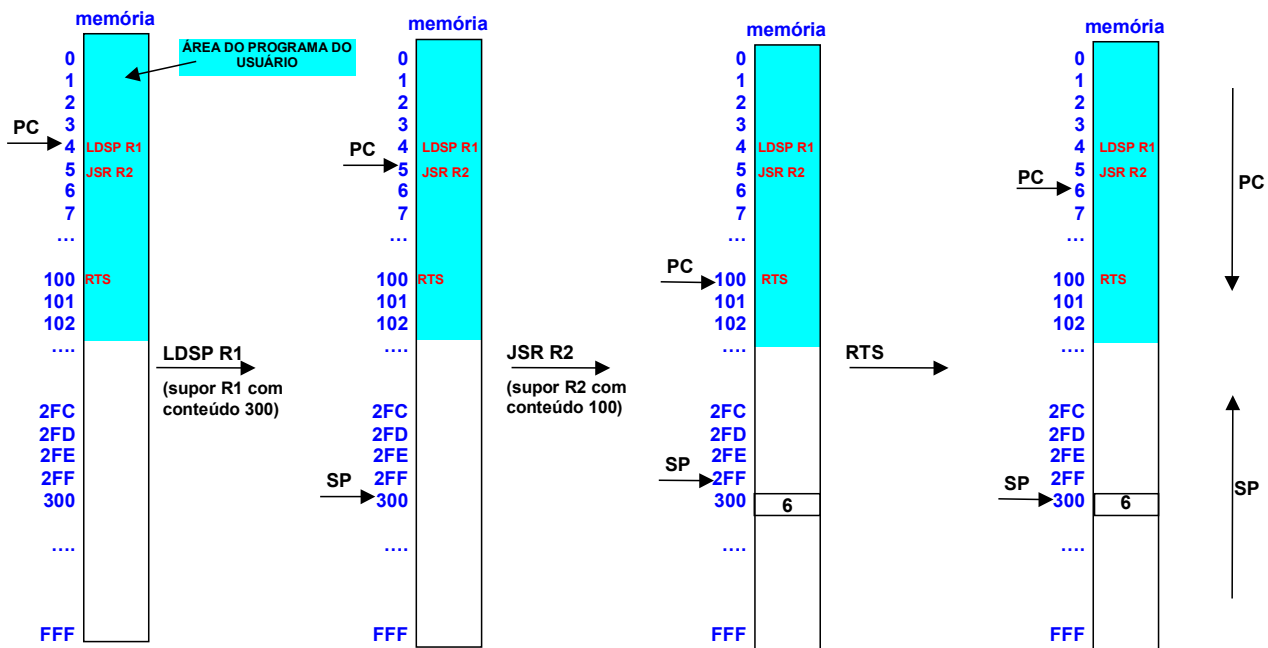 memória
0
1
2
3
4
5
6
7
...
100
101
102
....
2FC
2FD
2FE
2FF
300
....
FFF
PC
LDSP R1
JSR R2
RTS
ÁREA DO PROGRAMA DO
USUÁRIO
LDSP R1
(supor R1 com
conteúdo 300)
memória
0
1
2
3
4
5
6
7
...
100
101
102
....
2FC
2FD
2FE
2FF
300
....
FFF
PC
LDSP R1
JSR R2
RTS
SP
JSR R2
(supor R2 com
conteúdo 100)
memória
0
1
2
3
4
5
6
7
...
100
101
102
....
2FC
2FD
2FE
2FF
300
....
FFF
LDSP R1
JSR R2
PC
RTS
SP
6
RTS
memória
0
1
2
3
4
5
6
7
...
100
101
102
....
2FC
2FD
2FE
2FF
300
....
FFF
LDSP R1
JSR R2
PC
RTS
SP
6
PC
SP